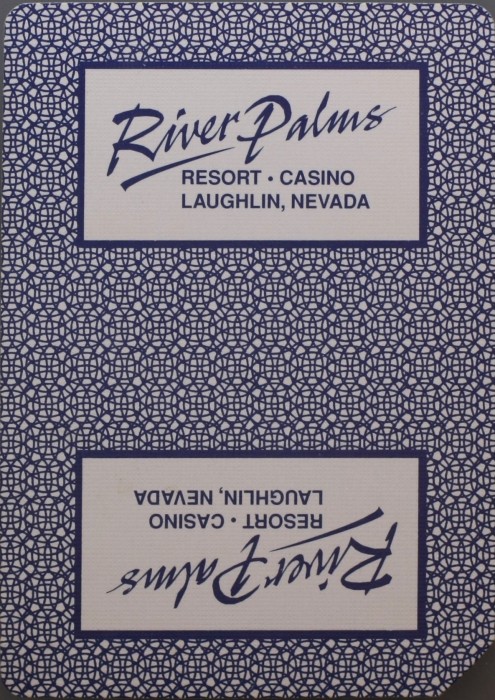 River Palms
RESORT • CASINO
LAUGHLIN, NEVADA
River Palms
RESORT • CASINO
LAUGHLIN, NEVADA